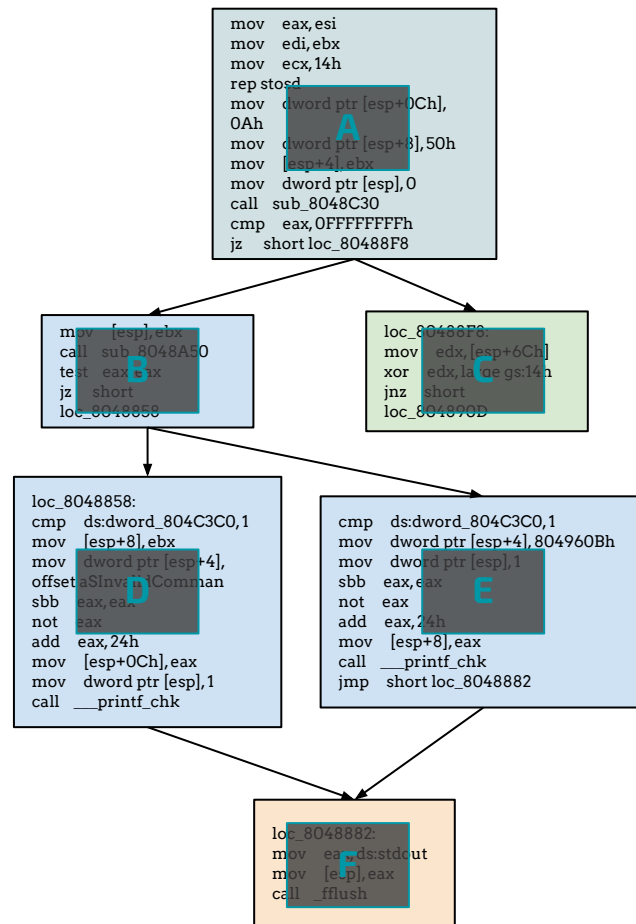 mov eax,esi
mov edi,ebx
mov ecx,14h
rep stosd
mov dword ptr [esp+0Ch],
0Ah
mov dword ptr [esp+8],50h
mov [esp+4],ebx
mov dword ptr [esp],0
call sub_8048C30
cmp eax,0FFFFFFFFh
jz short loc_80488F8
A
mov [esp],ebx
call sub_8048A50
test eax,eax
jz short
loc_8048858
B
loc_80488F8:
mov edx,[esp+6Ch]
xor edx,large gs:14h
jnz short
loc_804890D
C
loc_8048858:
cmp ds:dword_804C3C0,1
mov [esp+8],ebx
mov dword ptr [esp+4],
offset aSInvalidComman
sbb eax,eax
not eax
add eax,24h
mov [esp+0Ch],eax
mov dword ptr [esp],1
call ___printf_chk
D
cmp ds:dword_804C3C0,1
mov dword ptr [esp+4],804960Bh
mov dword ptr [esp],1
sbb eax,eax
not eax
add eax,24h
mov [esp+8],eax
call ___printf_chk
jmp short loc_8048882
E
loc_8048882:
mov eax,ds:stdout
mov [esp],eax
call _fflush
F